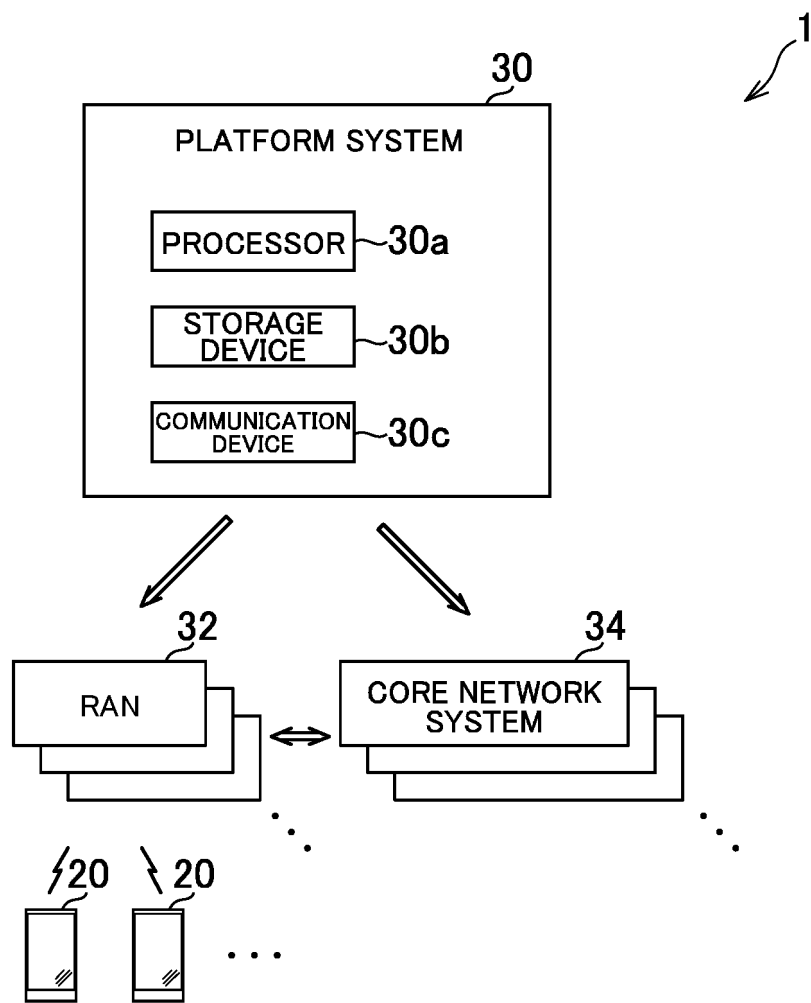 1
30
PLATFORM SYSTEM
PROCESSOR
30a
STORAGE
DEVICE
30b
COMMUNICATION
DEVICE
30c
32
RAN
34
CORE NETWORK
SYSTEM
20
20